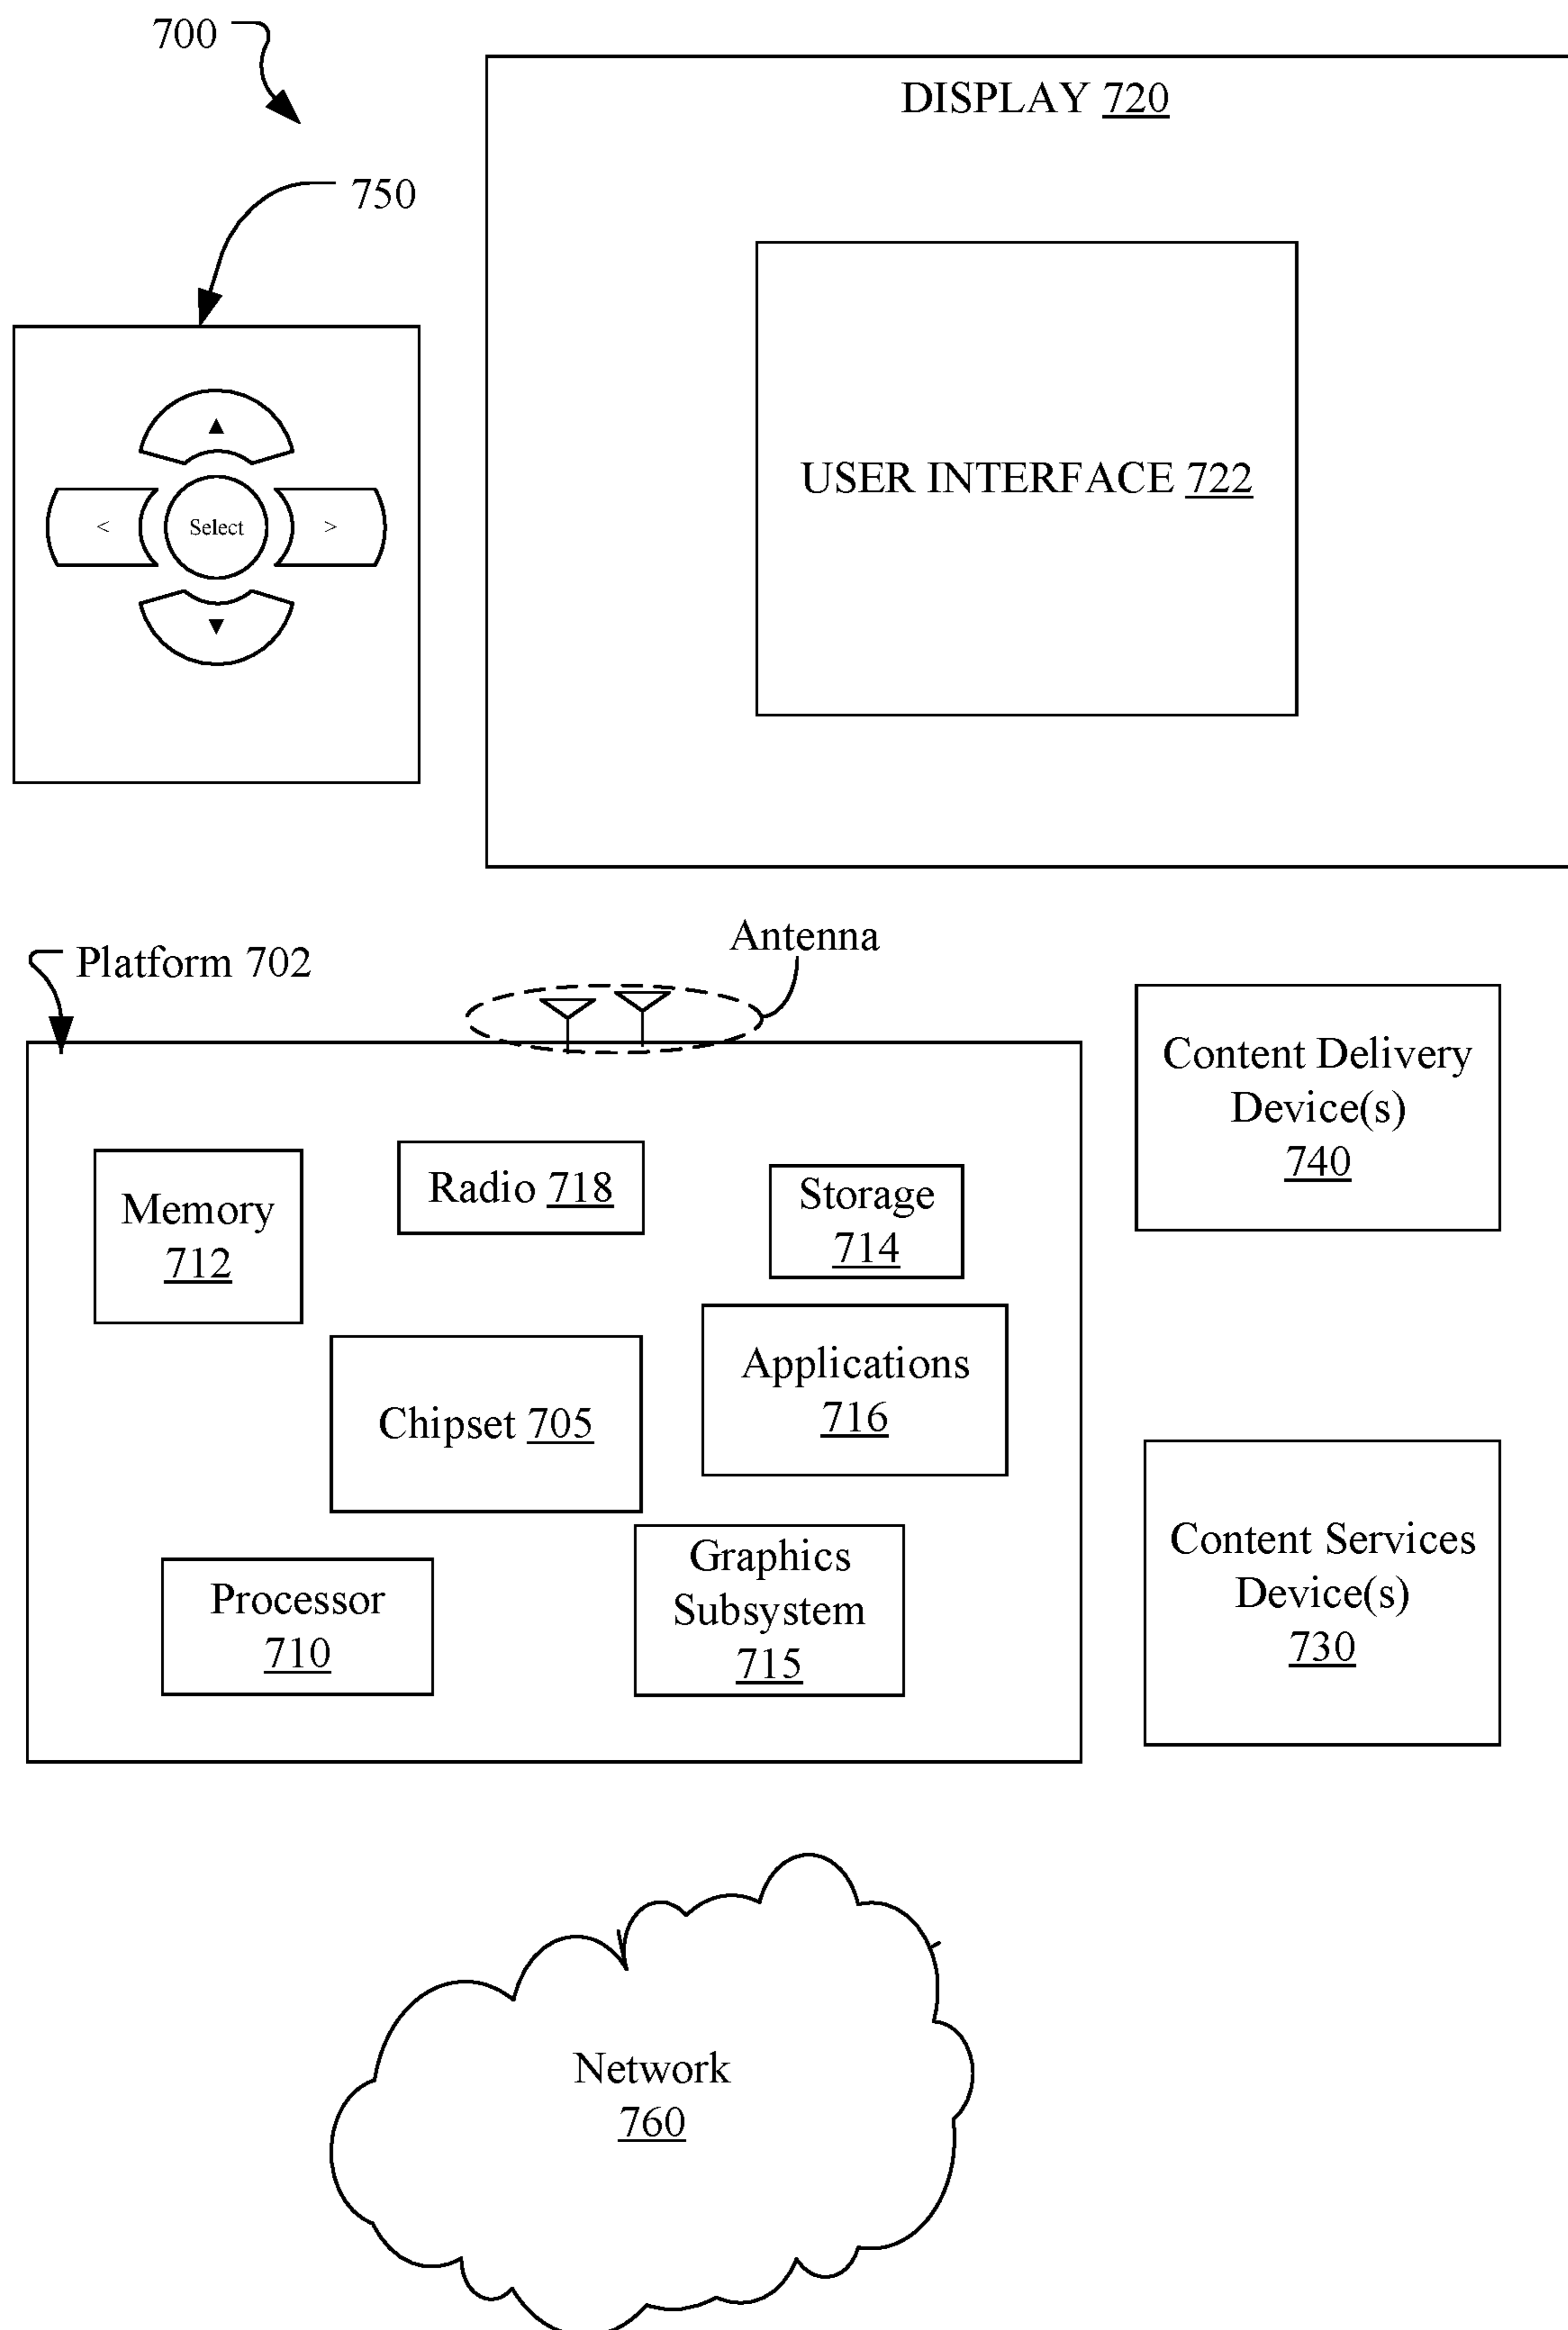 700
DISPLAY 720
750
▲
USER INTERFACE 722
< Select >
▼
Antenna
Platform 702
Content Delivery
Device(s)
740
Memory
712
Radio 718
Storage
714
Applications
716
Chipset 705
Graphics
Subsystem
715
Processor
710
Content Services
Device(s)
730
Network
760